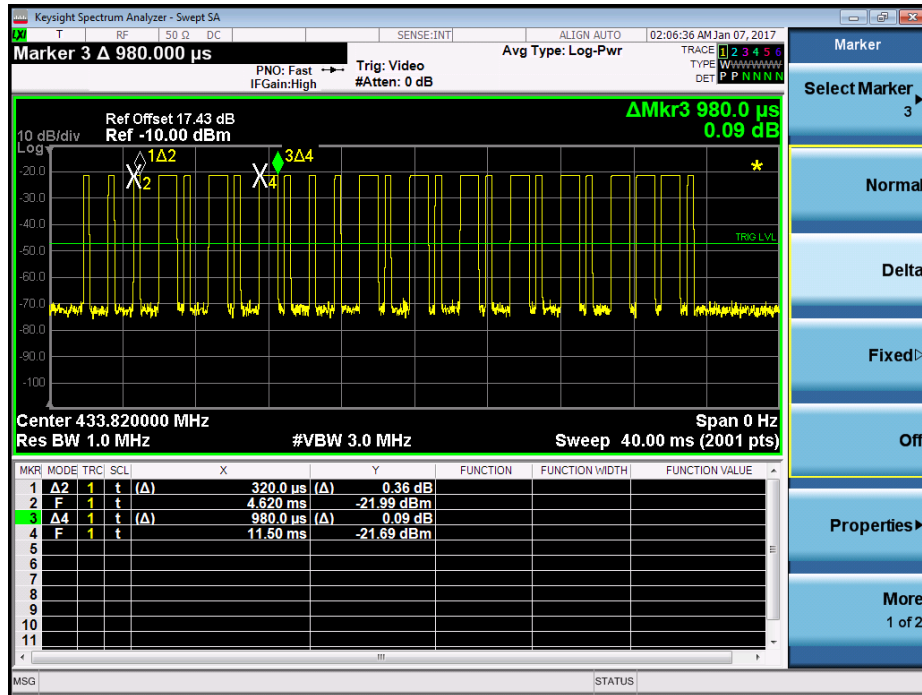 Keysight Spectrum Analyzer - Swept SA
LXI T RF 50 Ω DC SENSE:INT ALIGN AUTO 02:06:36 AM Jan 07, 2017
Marker 3 Δ 980.000 µs
PNO: Fast
IFGain:High
Trig: Video
#Atten: 0 dB
Avg Type: Log-Pwr
TRACE 1 2 3 4 5 6
TYPE WWWWWW
DET P P N N N N
ΔMkr3 980.0 µs
0.09 dB
Ref Offset 17.43 dB
10 dB/div Ref -10.00 dBm
Log
1Δ2 3Δ4
X2 X4
*
-20.0
-30.0
-40.0
TRIG LVL
-50.0
-60.0
-70.0
-80.0
-90.0
-100
Center 433.820000 MHz Span 0 Hz
Res BW 1.0 MHz #VBW 3.0 MHz Sweep 40.00 ms (2001 pts)
MKR MODE TRC SCL X Y FUNCTION FUNCTION WIDTH FUNCTION VALUE
1 Δ2 1 t (Δ) 320.0 µs (Δ) 0.36 dB
2 F 1 t 4.620 ms -21.99 dBm
3 Δ4 1 t (Δ) 980.0 µs (Δ) 0.09 dB
4 F 1 t 11.50 ms -21.69 dBm
5
6
7
8
9
10
11
MSG STATUS
Marker
Select Marker
3
Normal
Delta
Fixed
Off
Properties
More
1 of 2